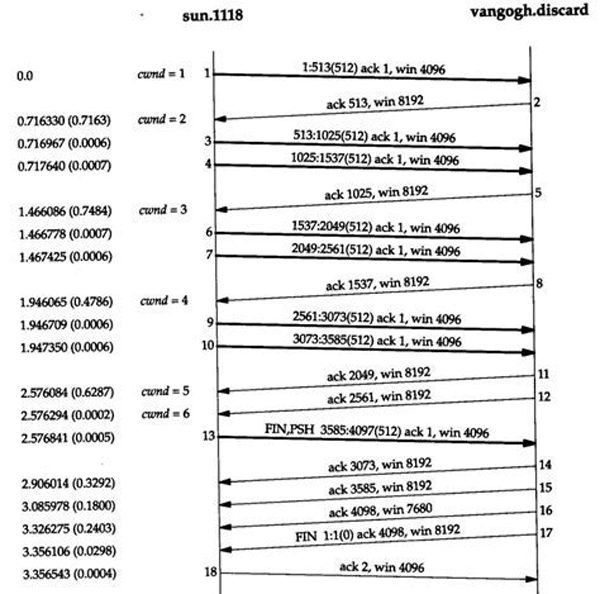 sun.1118 vangogh.discard
0.0 cwnd = 1 1 1:513(512) ack 1, win 4096
ack 513, win 8192 2
0.716330 (0.7163) cwnd = 2
0.716967 (0.0006) 3 513:1025(512) ack 1, win 4096
0.717640 (0.0007) 4 1025:1537(512) ack 1, win 4096
ack 1025, win 8192 5
1.466086 (0.7484) cwnd = 3
1.466778 (0.0007) 6 1537:2049(512) ack 1, win 4096
1.467425 (0.0006) 7 2049:2561(512) ack 1, win 4096
ack 1537, win 8192 8
1.946065 (0.4786) cwnd = 4
1.946709 (0.0006) 9 2561:3073(512) ack 1, win 4096
1.947350 (0.0006) 10 3073:3585(512) ack 1, win 4096
ack 2049, win 8192 11
2.576084 (0.6287) cwnd = 5
ack 2561, win 8192 12
2.576294 (0.0002) cwnd = 6
2.576841 (0.0005) 13 FIN,PSH 3585:4097(512) ack 1, win 4096
ack 3073, win 8192 14
2.906014 (0.3292)
ack 3585, win 8192 15
3.085978 (0.1800)
ack 4098, win 7680 16
3.326275 (0.2403)
FIN 1:1(0) ack 4098, win 8192 17
3.356106 (0.0298)
3.356543 (0.0004) 18 ack 2, win 4096